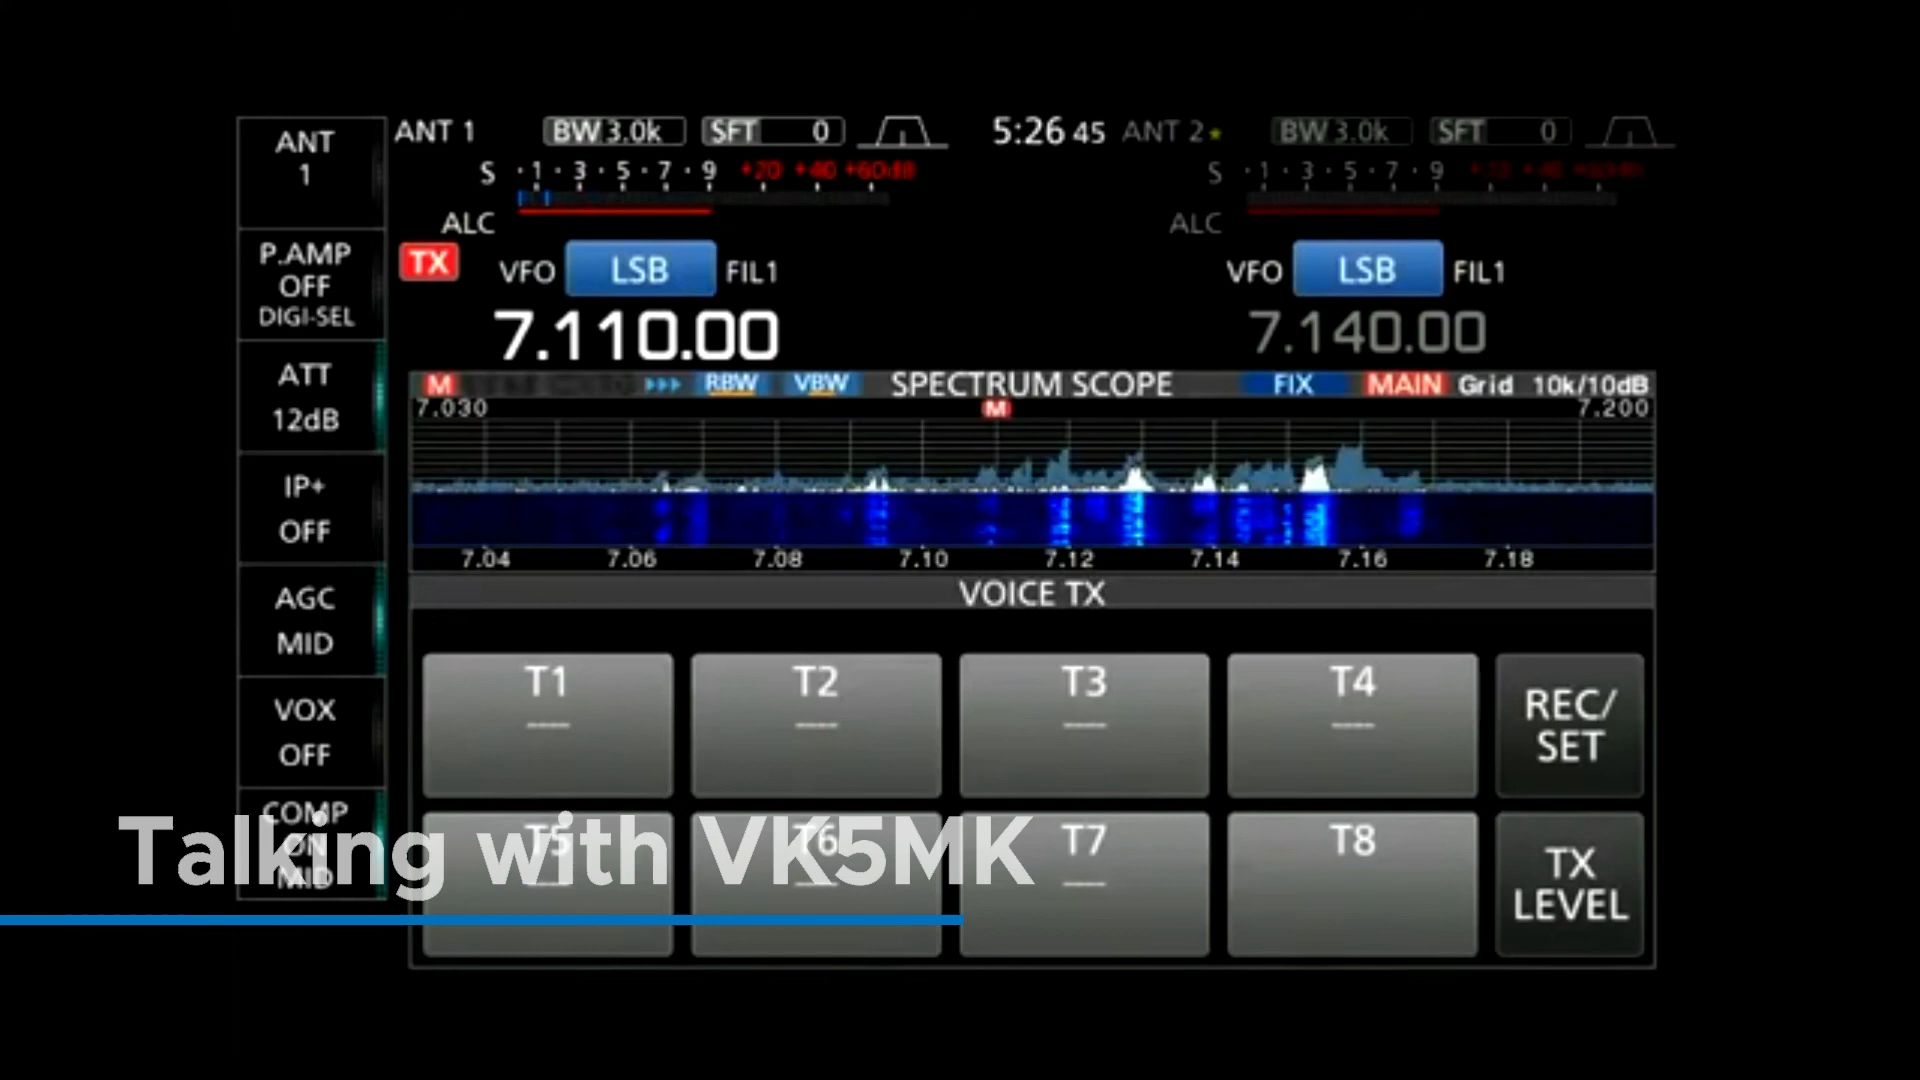 ANT 1
P.AMP OFF DIGI-SEL
ATT 12dB
IP+ OFF
AGC MID
VOX OFF
COMP ON MID
ANT 1 BW 3.0k SFT 0 5:26 45 ANT 2 BW 3.0k SFT 0
S ·1·3·5·7·9 +20 +40 +60dB S ·1·3·5·7·9
ALC ALC
TX VFO LSB FIL1 VFO LSB FIL1
7.110.00 7.140.00
M RBW VBW SPECTRUM SCOPE FIX MAIN Grid 10k/10dB
7.030 M 7.200
7.04 7.06 7.08 7.10 7.12 7.14 7.16 7.18
VOICE TX
T1 T2 T3 T4 REC/SET
---- ---- ---- ----
T5 T6 T7 T8 TX LEVEL
---- ---- ----
Talking with VK5MK